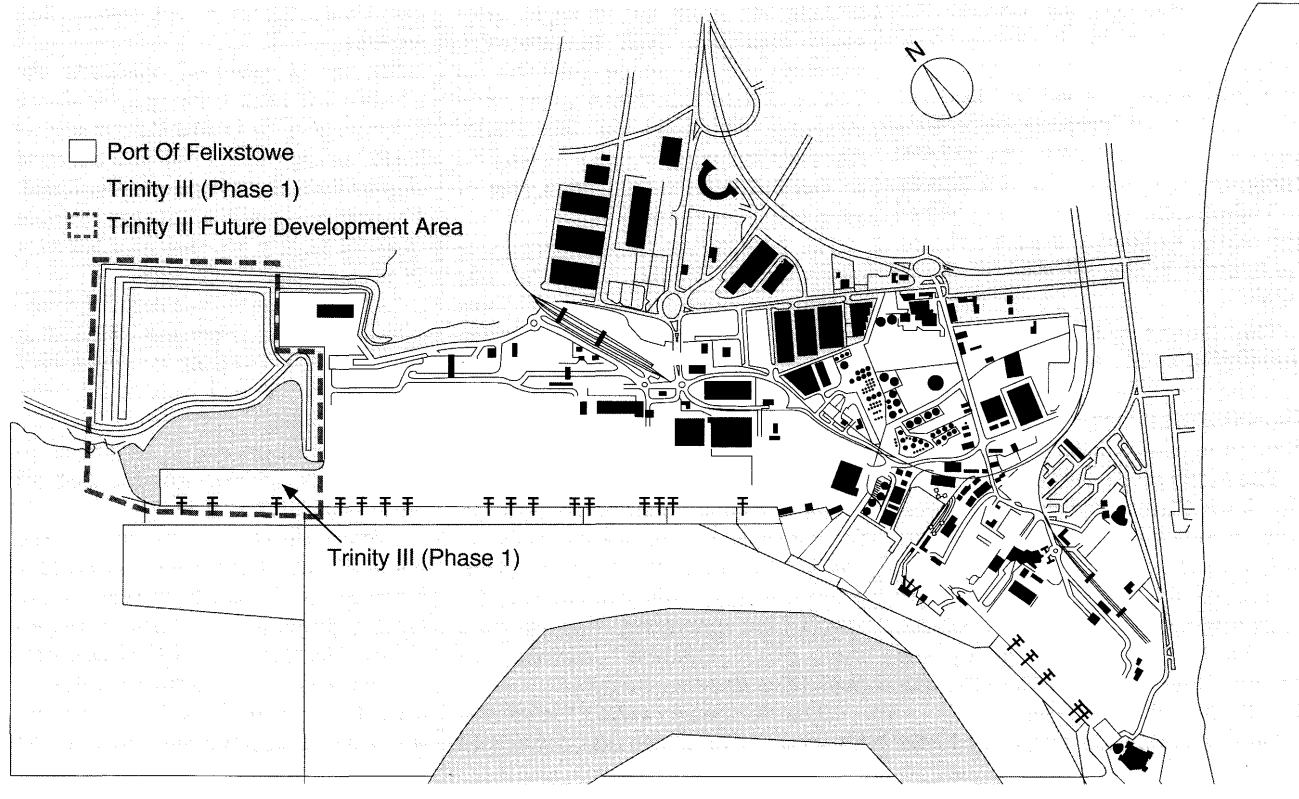 N
Port Of Felixstowe
Trinity III (Phase 1)
Trinity III Future Development Area
Trinity III (Phase 1)